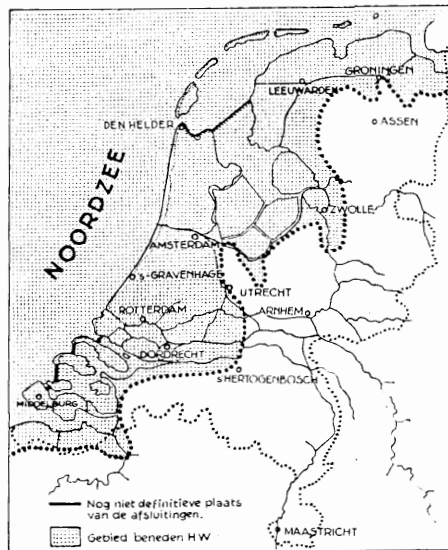 GRONINGEN
LEEUWARDEN
ASSEN
DEN HELDER
NOORDZEE
ZWOLLE
AMSTERDAM
's-GRAVENHAGE
UTRECHT
ROTTERDAM
ARNHEM
DORDRECHT
'sHERTOGENBOSCH
MIDDELBURG
Nog niet definitieve plaats
van de afsluitingen.
Gebied beneden H.W
MAASTRICHT